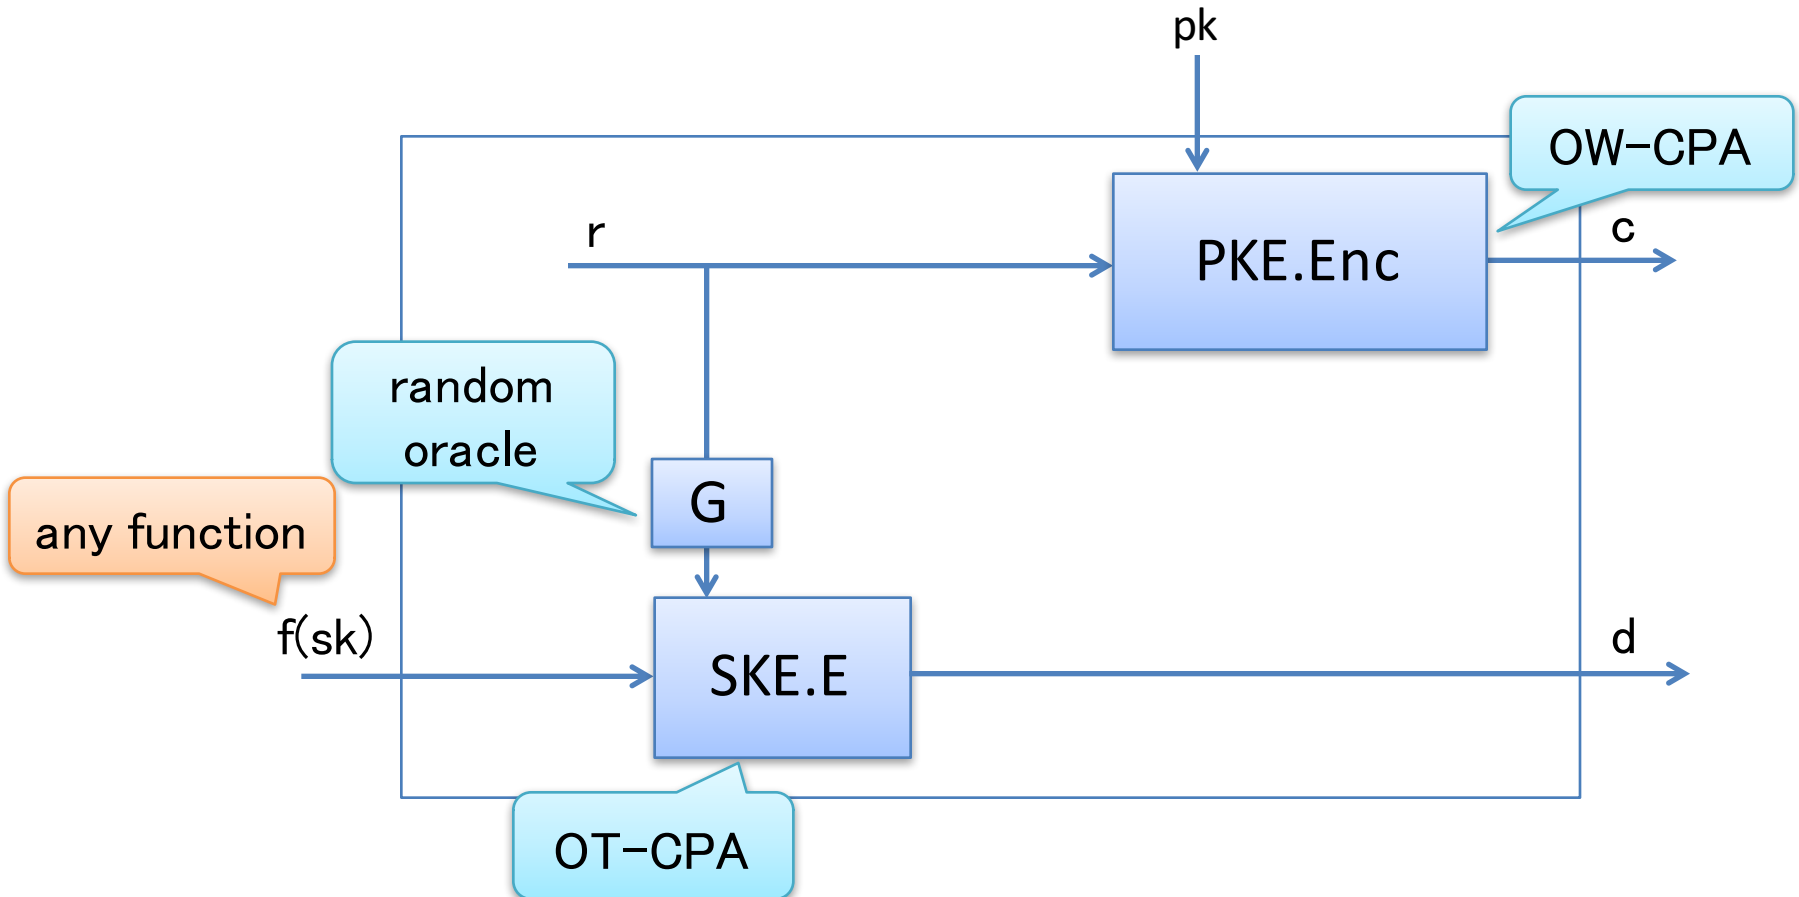 pk
OW-CPA
r
PKE.Enc
c
random
oracle
G
any function
f(sk)
SKE.E
d
OT-CPA